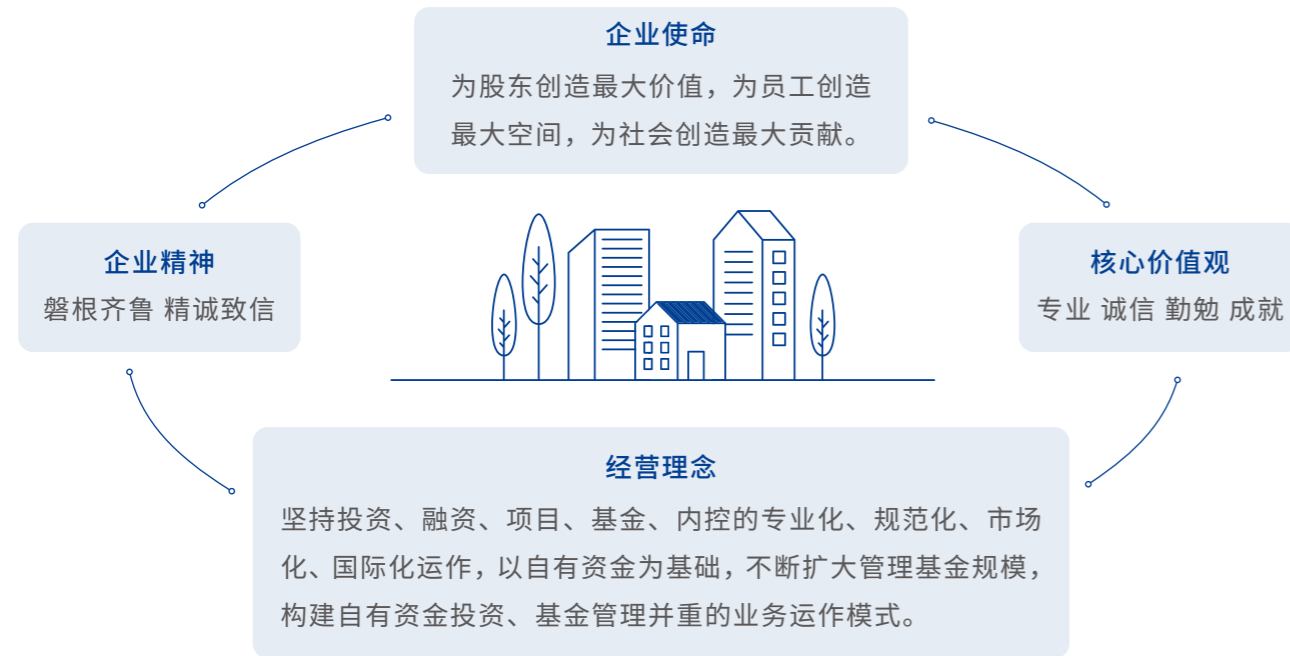 企业使命
为股东创造最大价值，为员工创造
最大空间，为社会创造最大贡献。
企业精神
磐根齐鲁 精诚致信
核心价值观
专业 诚信 勤勉 成就
经营理念
坚持投资、融资、项目、基金、内控的专业化、规范化、市场
化、国际化运作，以自有资金为基础，不断扩大管理基金规模，
构建自有资金投资、基金管理并重的业务运作模式。